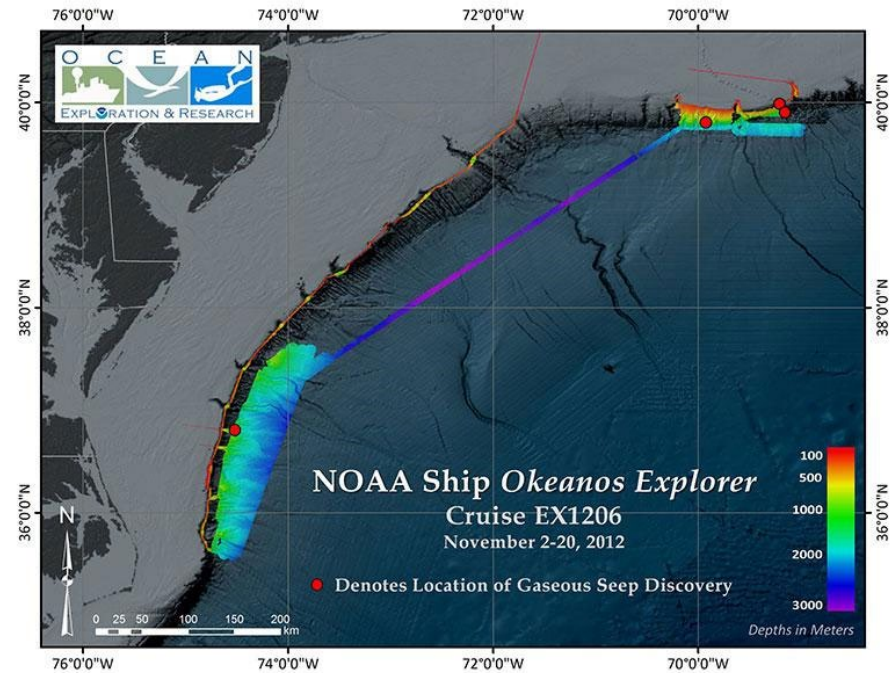 76°0'0"W 74°0'0"W 72°0'0"W 70°0'0"W
OCEAN
EXPLORATION & RESEARCH
40°0'0"N 40°0'0"N
38°0'0"N 38°0'0"N
36°0'0"N 36°0'0"N
NOAA Ship Okeanos Explorer
Cruise EX1206
November 2-20, 2012
Denotes Location of Gaseous Seep Discovery
100
500
1000
2000
3000
Depths in Meters
N
0 25 50 100 150 200
km
76°0'0"W 74°0'0"W 72°0'0"W 70°0'0"W